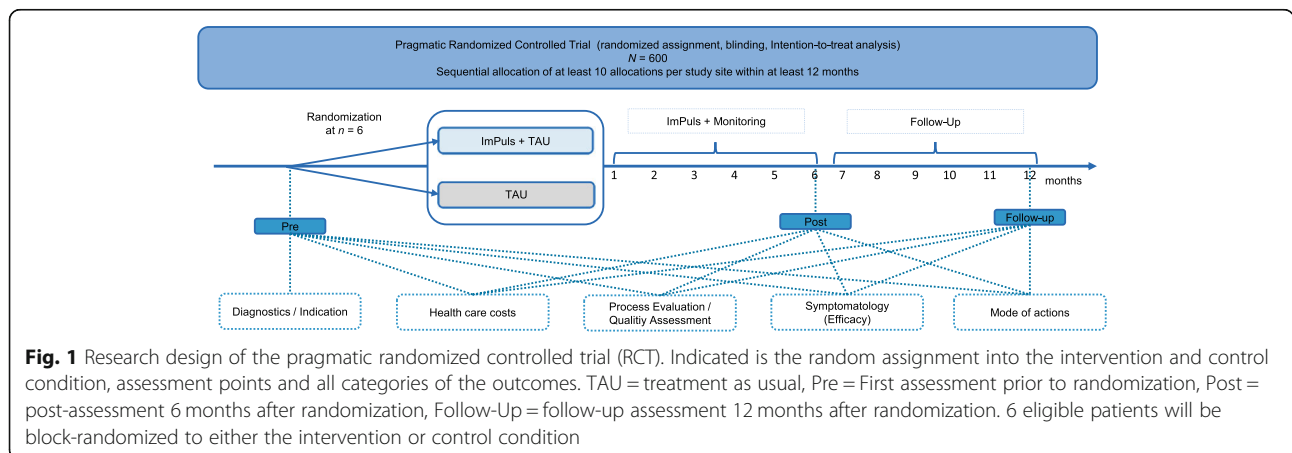 Pragmatic Randomized Controlled Trial (randomized assignment, blinding, Intention-to-treat analysis)
N = 600
Sequential allocation of at least 10 allocations per study site within at least 12 months
Randomization
at n = 6
ImPuls + TAU
TAU
ImPuls + Monitoring
Follow-Up
1 2 3 4 5 6 7 8 9 10 11 12 months
Pre
Post
Follow-up
Diagnostics / Indication
Health care costs
Process Evaluation /
Qualitiy Assessment
Symptomatology
(Efficacy)
Mode of actions
Fig. 1 Research design of the pragmatic randomized controlled trial (RCT). Indicated is the random assignment into the intervention and control
condition, assessment points and all categories of the outcomes. TAU = treatment as usual, Pre = First assessment prior to randomization, Post =
post-assessment 6 months after randomization, Follow-Up = follow-up assessment 12 months after randomization. 6 eligible patients will be
block-randomized to either the intervention or control condition